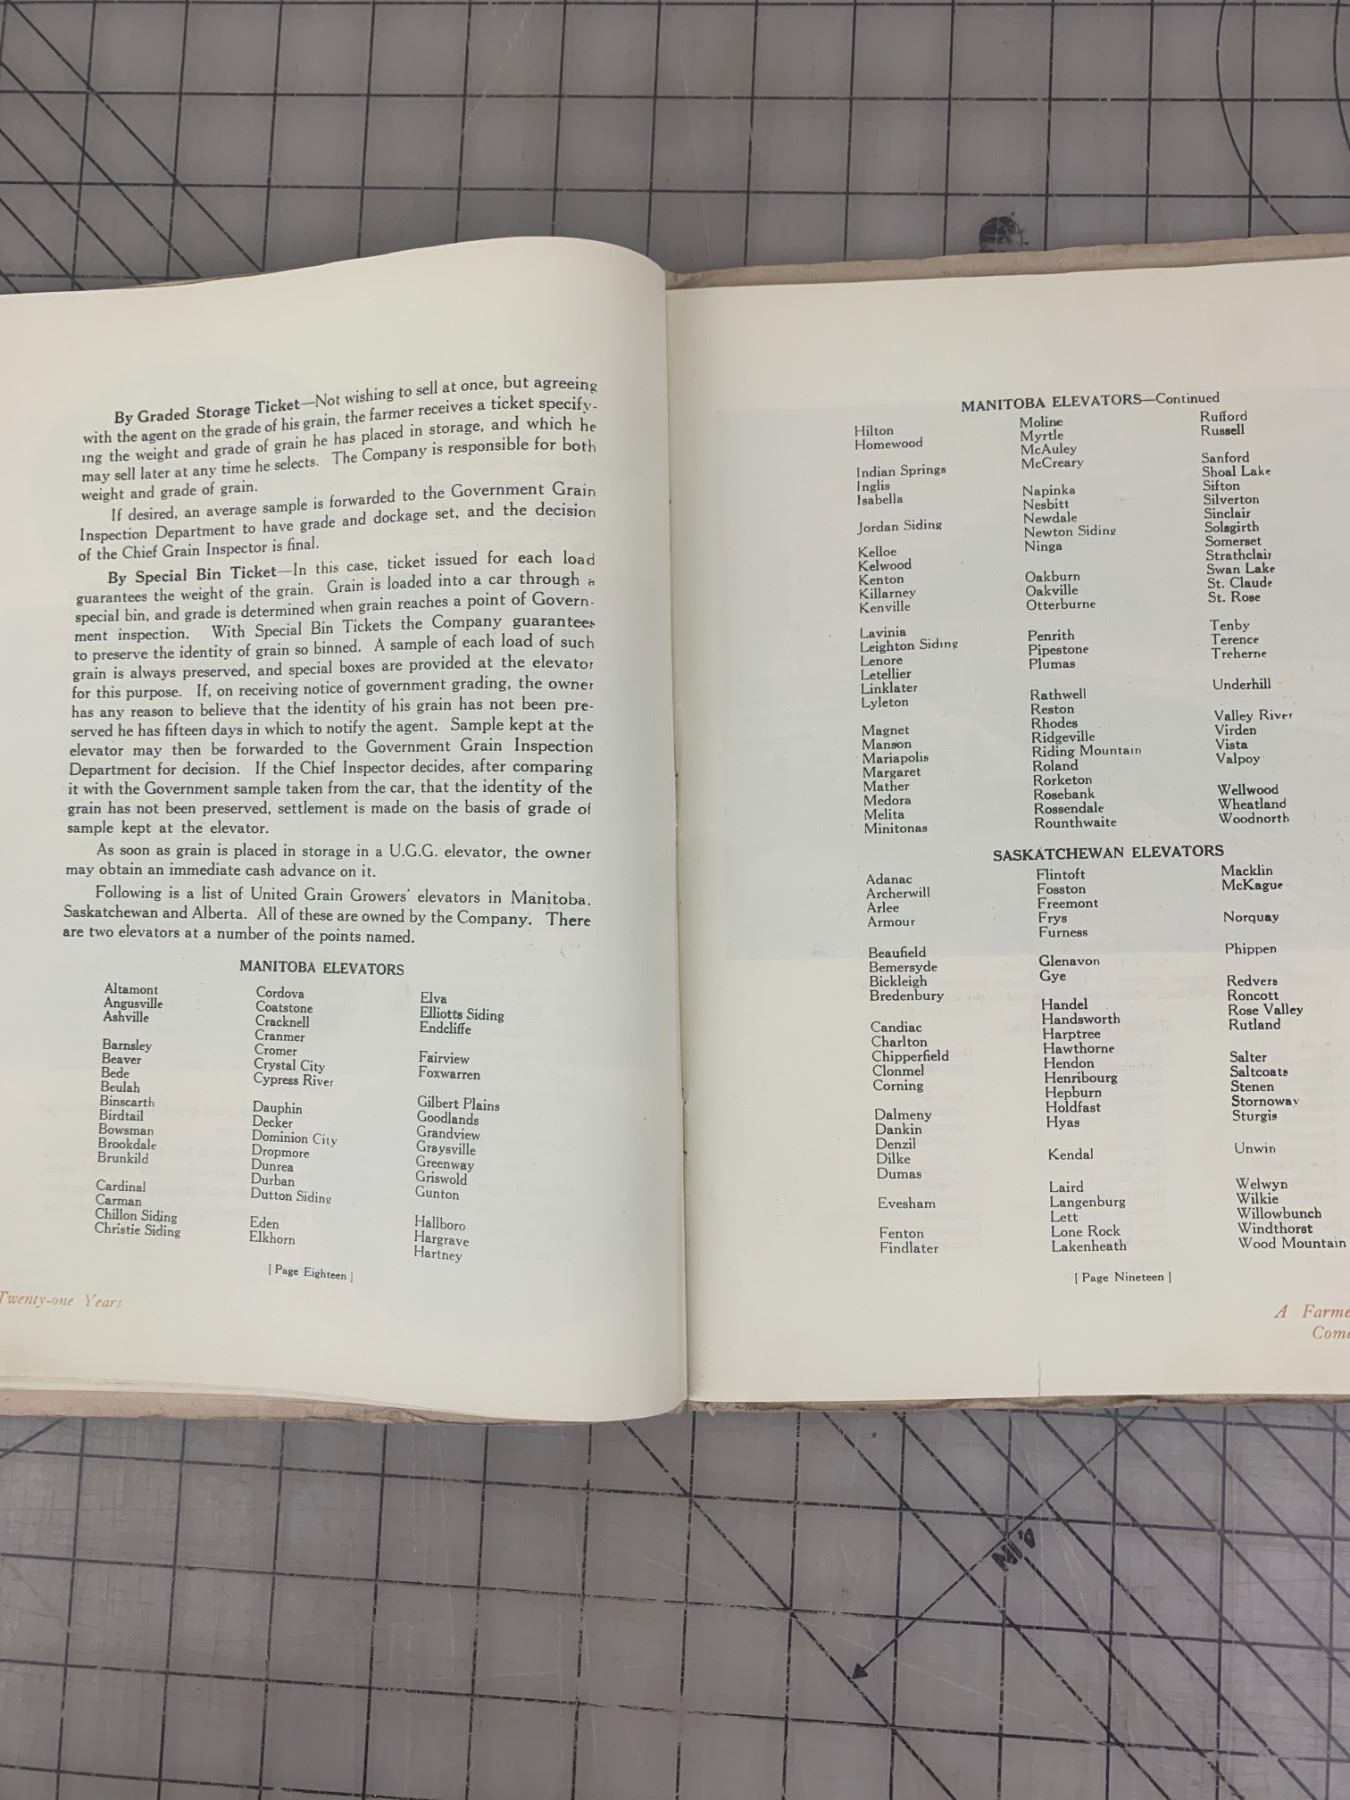 By Graded Storage Ticket—Not wishing to sell at once, but agreeing
with the agent on the grade of his grain, the farmer receives a ticket specify-
ing the weight and grade of grain he has placed in storage, and which he
may sell later at any time he selects. The Company is responsible for both
weight and grade of grain.
If desired, an average sample is forwarded to the Government Grain
Inspection Department to have grade and dockage set, and the decision
of the Chief Grain Inspector is final.
By Special Bin Ticket—In this case, ticket issued for each load
guarantees the weight of the grain. Grain is loaded into a car through a
special bin, and grade is determined when grain reaches a point of Govern-
ment inspection. With Special Bin Tickets the Company guarantees
to preserve the identity of grain so binned. A sample of each load of such
grain is always preserved, and special boxes are provided at the elevator
for this purpose. If, on receiving notice of government grading, the owner
has any reason to believe that the identity of his grain has not been pre-
served he has fifteen days in which to notify the agent. Sample kept at the
elevator may then be forwarded to the Government Grain Inspection
Department for decision. If the Chief Inspector decides, after comparing
it with the Government sample taken from the car, that the identity of the
grain has not been preserved, settlement is made on the basis of grade of
sample kept at the elevator.
As soon as grain is placed in storage in a U.G.G. elevator, the owner
may obtain an immediate cash advance on it.
Following is a list of United Grain Growers' elevators in Manitoba,
Saskatchewan and Alberta. All of these are owned by the Company. There
are two elevators at a number of the points named.
MANITOBA ELEVATORS
Altamont
Angusville
Ashville
Barnsley
Beaver
Bede
Beulah
Binscarth
Birdtail
Bowsman
Brookdale
Brunkild
Cardinal
Carman
Chillon Siding
Christie Siding
Cordova
Coatstone
Cracknell
Cranmer
Cromer
Crystal City
Cypress River
Dauphin
Decker
Dominion City
Dropmore
Dunrea
Durban
Dutton Siding
Eden
Elkhorn
Elva
Elliotts Siding
Endcliffe
Fairview
Foxwarren
Gilbert Plains
Goodlands
Grandview
Graysville
Greenway
Griswold
Gunton
Hallboro
Hargrave
Hartney
[ Page Eighteen ]
Twenty-one Years
MANITOBA ELEVATORS—Continued
Hilton
Homewood
Indian Springs
Inglis
Isabella
Jordan Siding
Kelloe
Kelwood
Kenton
Killarney
Kenville
Lavinia
Leighton Siding
Lenore
Letellier
Linklater
Lyleton
Magnet
Manson
Mariapolis
Margaret
Mather
Medora
Melita
Minitonas
Moline
Myrtle
McAuley
McCreary
Napinka
Nesbitt
Newdale
Newton Siding
Ninga
Oakburn
Oakville
Otterburne
Penrith
Pipestone
Plumas
Rathwell
Reston
Rhodes
Ridgeville
Riding Mountain
Roland
Rorketon
Rosebank
Rossendale
Rounthwaite
Rufford
Russell
Sanford
Shoal Lake
Sifton
Silverton
Sinclair
Solsgirth
Somerset
Strathclair
Swan Lake
St. Claude
St. Rose
Tenby
Terence
Treherne
Underhill
Valley River
Virden
Vista
Valpoy
Wellwood
Wheatland
Woodnorth
SASKATCHEWAN ELEVATORS
Adanac
Archerwill
Arlee
Armour
Beaufield
Bemersyde
Bickleigh
Bredenbury
Candiac
Charlton
Chipperfield
Clonmel
Corning
Dalmeny
Dankin
Denzil
Dilke
Dumas
Evesham
Fenton
Findlater
Flintoft
Fosston
Freemont
Frys
Furness
Glenavon
Gye
Handel
Handsworth
Harptree
Hawthorne
Hendon
Henribourg
Hepburn
Holdfast
Hyas
Kendal
Laird
Langenburg
Lett
Lone Rock
Lakenheath
Macklin
McKague
Norquay
Phippen
Redvers
Roncott
Rose Valley
Rutland
Salter
Saltcoats
Stenen
Stornoway
Sturgis
Unwin
Welwyn
Wilkie
Willowbunch
Windthorst
Wood Mountain
[ Page Nineteen ]
A Farme
Com